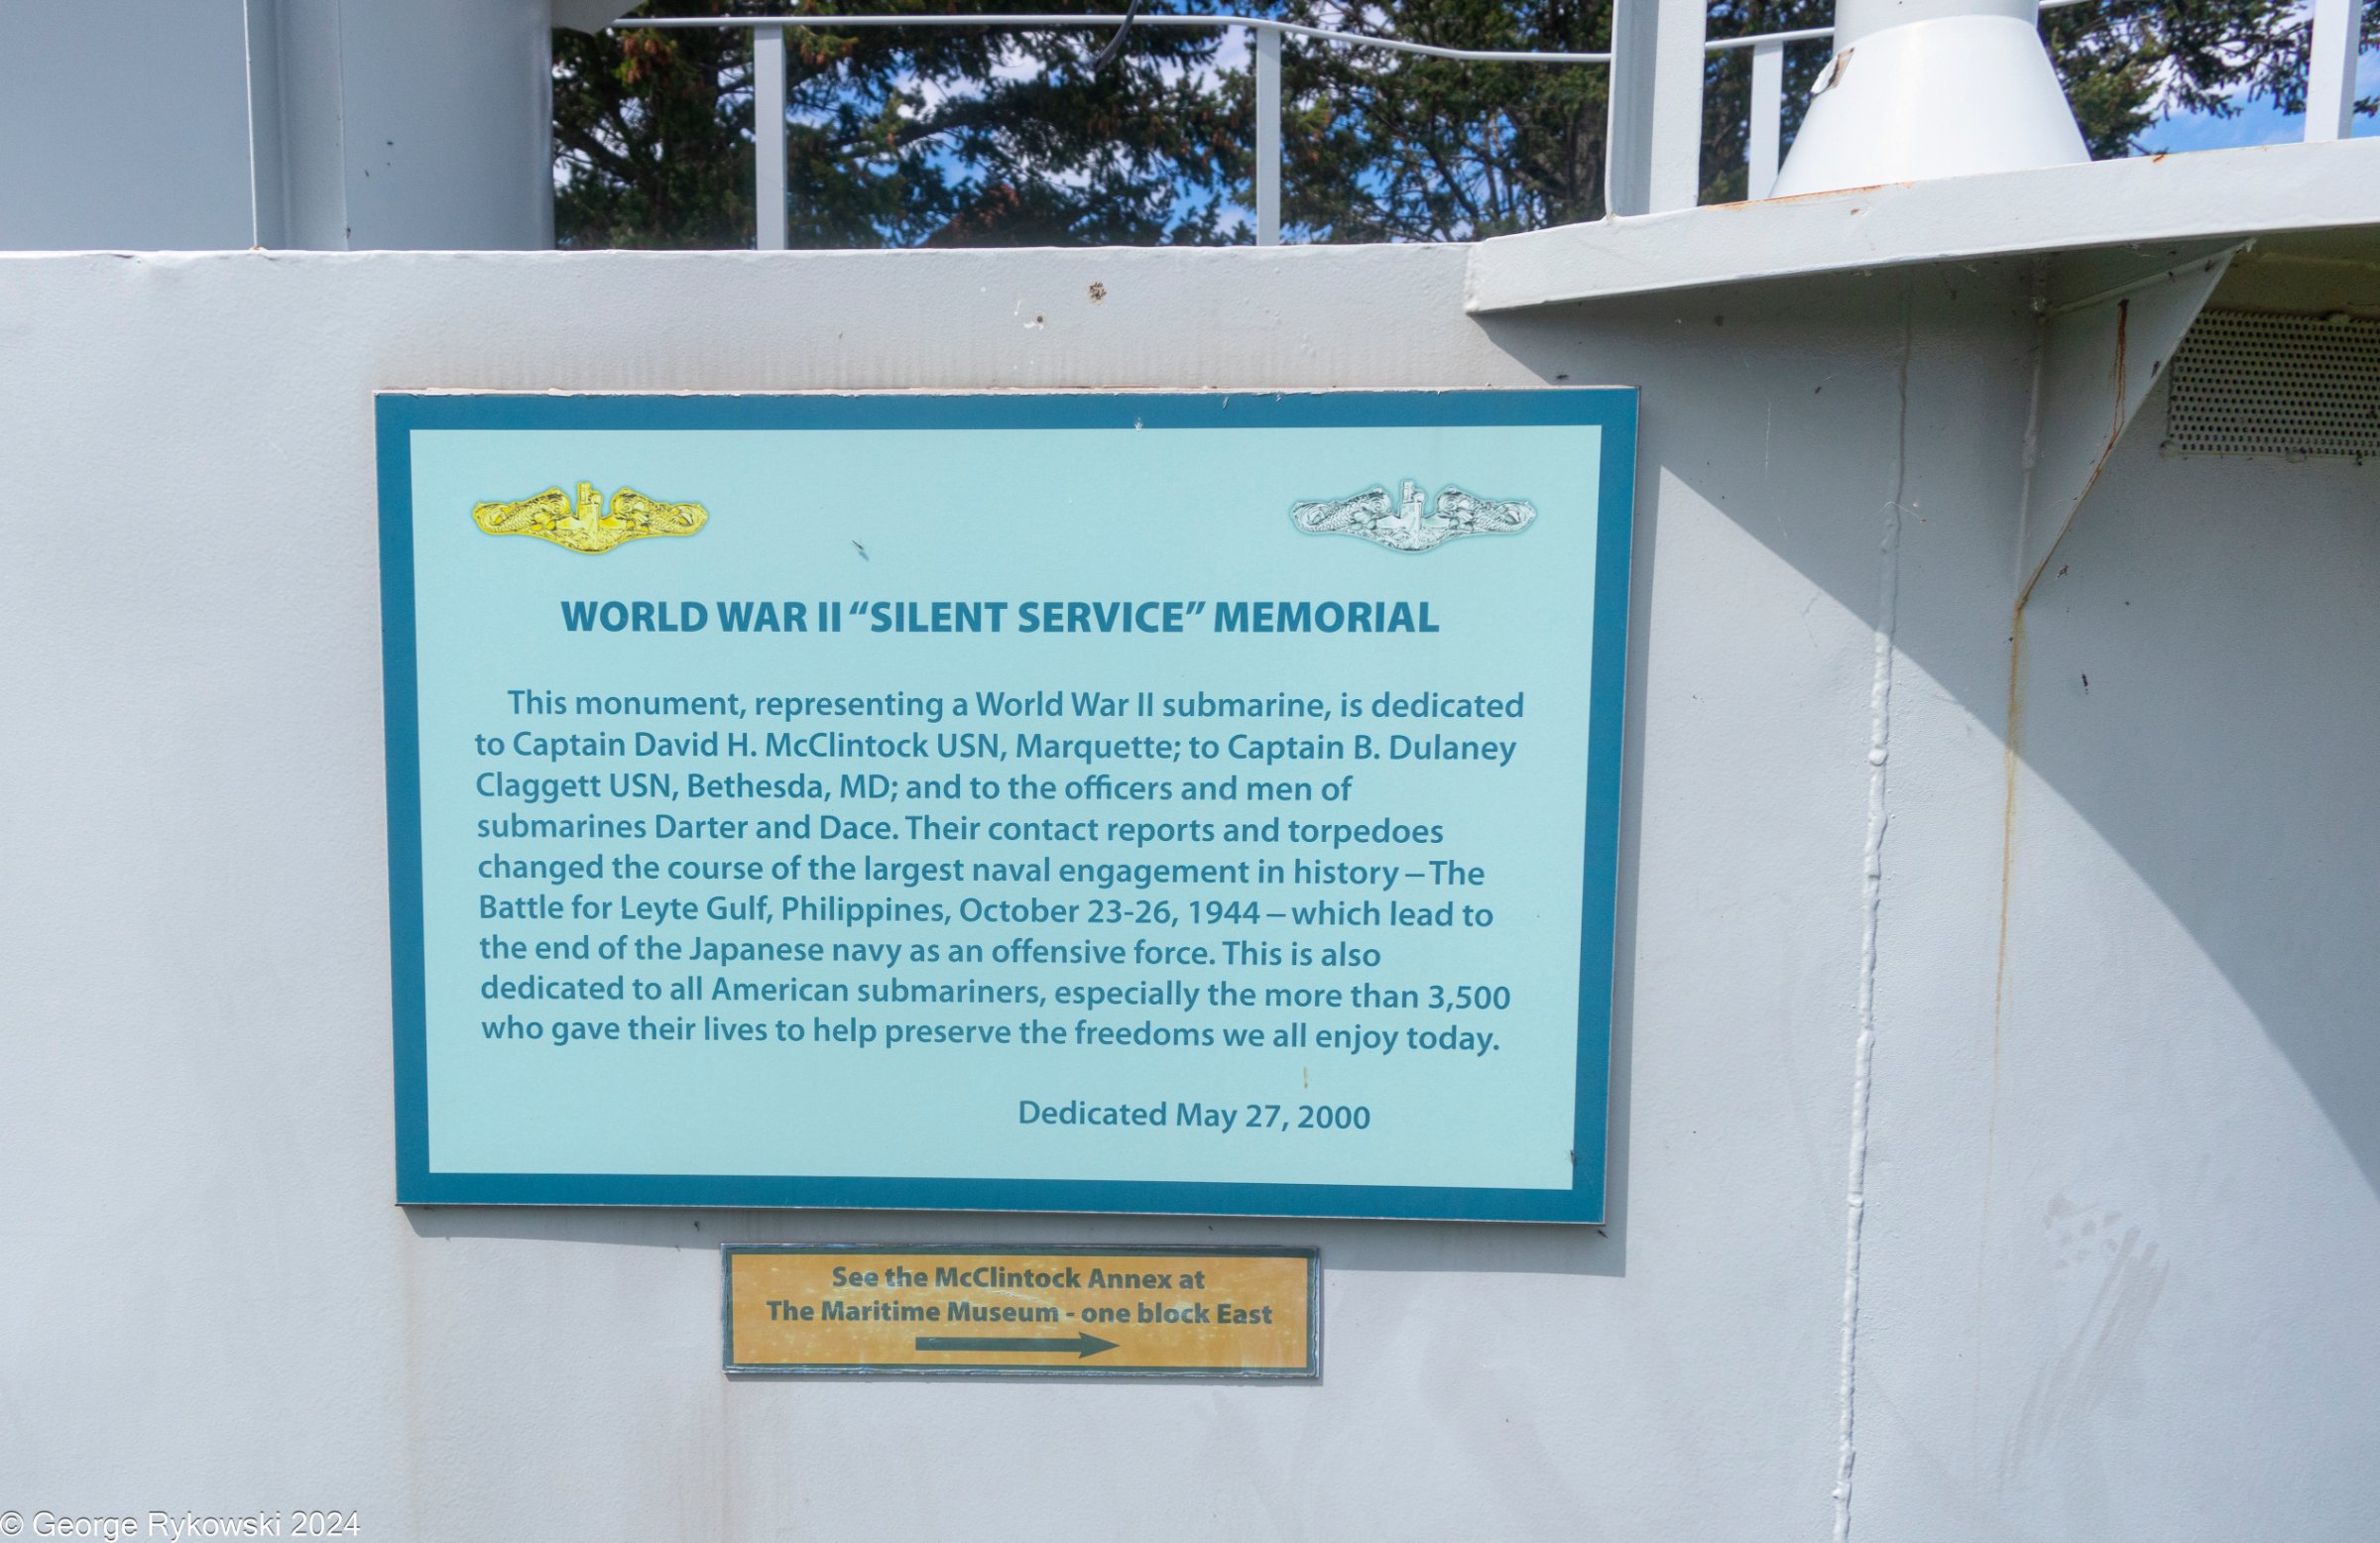 WORLD WAR II “SILENT SERVICE” MEMORIAL
This monument, representing a World War II submarine, is dedicated
to Captain David H. McClintock USN, Marquette; to Captain B. Dulaney
Claggett USN, Bethesda, MD; and to the officers and men of
submarines Darter and Dace. Their contact reports and torpedoes
changed the course of the largest naval engagement in history – The
Battle for Leyte Gulf, Philippines, October 23-26, 1944 – which lead to
the end of the Japanese navy as an offensive force. This is also
dedicated to all American submariners, especially the more than 3,500
who gave their lives to help preserve the freedoms we all enjoy today.
Dedicated May 27, 2000
See the McClintock Annex at
The Maritime Museum - one block East
© George Rykowski 2024